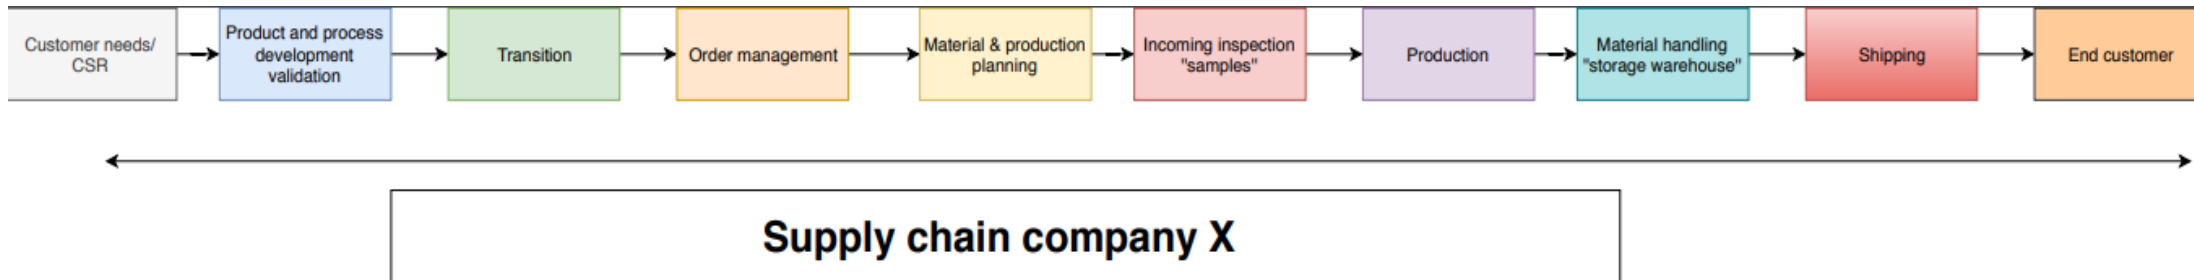 Customer needs/
CSR
Product and process
development
validation
Transition
Order management
Material & production
planning
Incoming inspection
"samples"
Production
Material handling
"storage warehouse"
Shipping
End customer
Supply chain company X